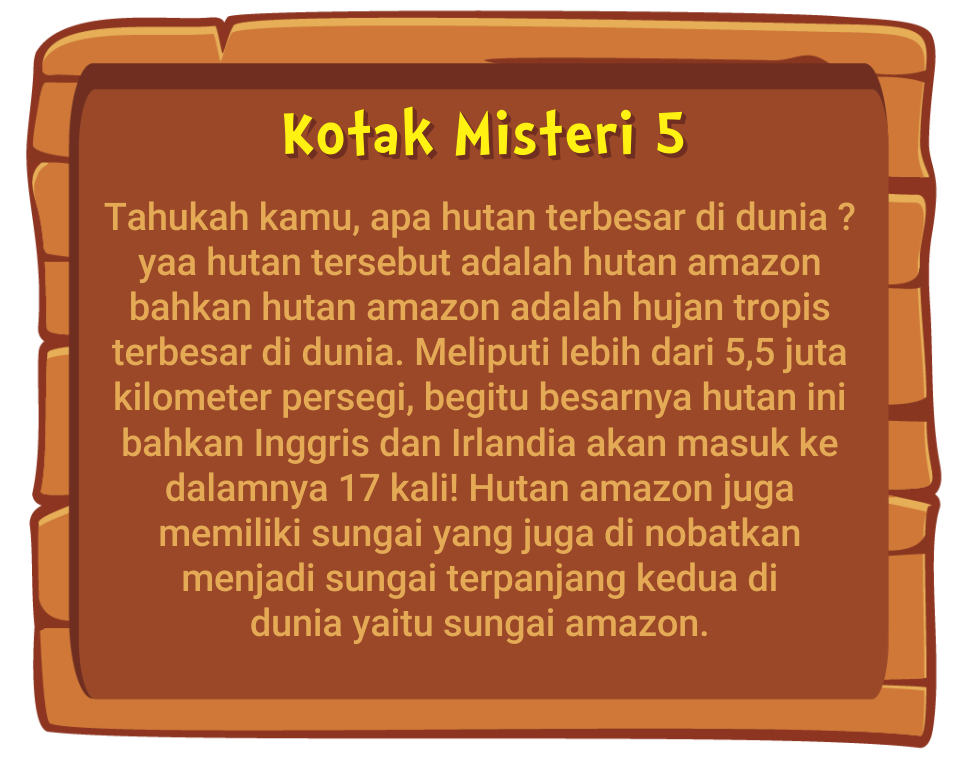 Kotak Misteri 5
Tahukah kamu, apa hutan terbesar di dunia ?
yaa hutan tersebut adalah hutan amazon
bahkan hutan amazon adalah hujan tropis
terbesar di dunia. Meliputi lebih dari 5,5 juta
kilometer persegi, begitu besarnya hutan ini
bahkan Inggris dan Irlandia akan masuk ke
dalamnya 17 kali! Hutan amazon juga
memiliki sungai yang juga di nobatkan
menjadi sungai terpanjang kedua di
dunia yaitu sungai amazon.